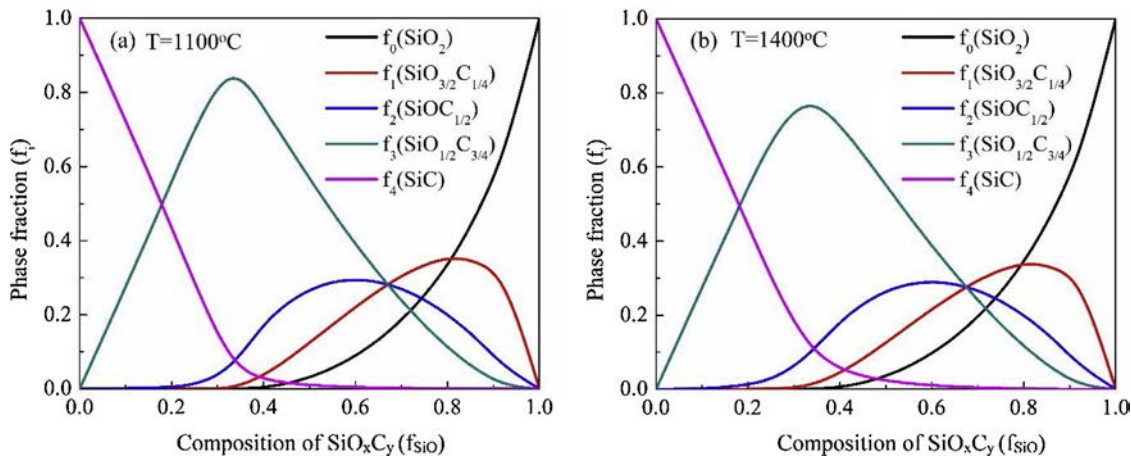 (a) T=1100°C
f₀(SiO₂)
f₁(SiO₃/₂C₁/₄)
f₂(SiOC₁/₂)
f₃(SiO₁/₂C₃/₄)
f₄(SiC)
Phase fraction (fᵢ)
1.0
0.8
0.6
0.4
0.2
0.0
0.0 0.2 0.4 0.6 0.8 1.0
Composition of SiOₓCᵧ (f_SiO)
(b) T=1400°C
f₀(SiO₂)
f₁(SiO₃/₂C₁/₄)
f₂(SiOC₁/₂)
f₃(SiO₁/₂C₃/₄)
f₄(SiC)
Phase fraction (fᵢ)
1.0
0.8
0.6
0.4
0.2
0.0
0.0 0.2 0.4 0.6 0.8 1.0
Composition of SiOₓCᵧ (f_SiO)